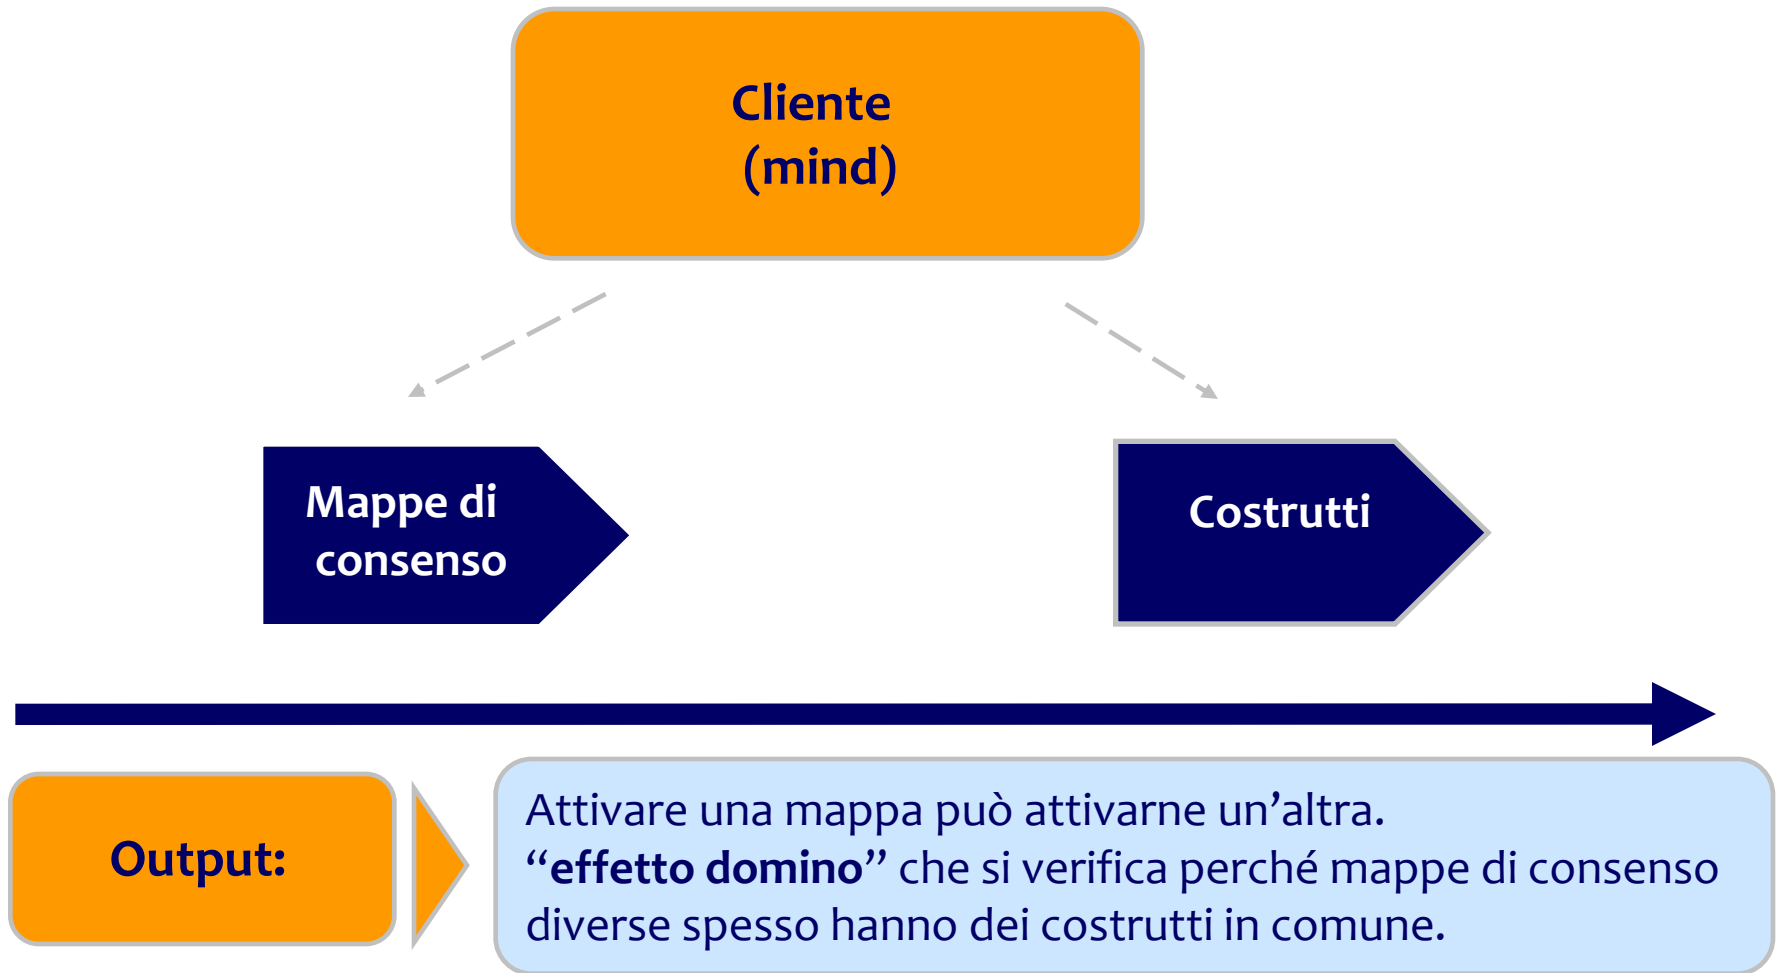 Cliente
(mind)
Mappe di
consenso
Costrutti
Output:
Attivare una mappa può attivarne un’altra.
“effetto domino” che si verifica perché mappe di consenso
diverse spesso hanno dei costrutti in comune.